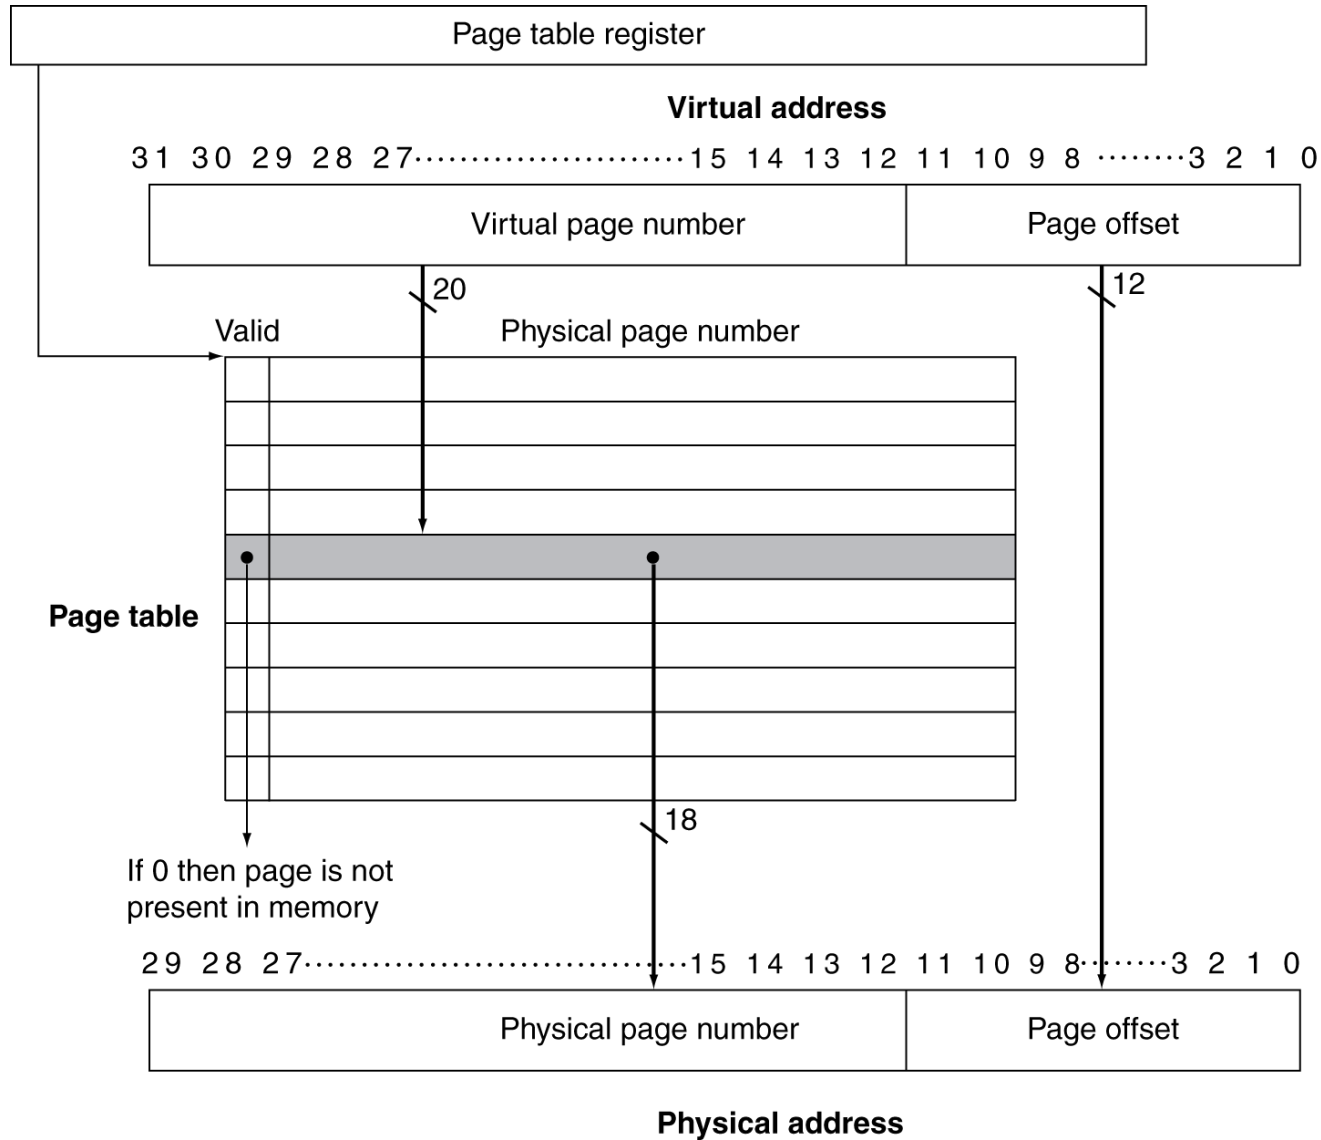 Page table register
Virtual address
31 30 29 28 27···························15 14 13 12 11 10 9 8 ········3 2 1 0
Virtual page number Page offset
20 12
Valid Physical page number
Page table
18
If 0 then page is not
present in memory
29 28 27······································15 14 13 12 11 10 9 8········3 2 1 0
Physical page number Page offset
Physical address